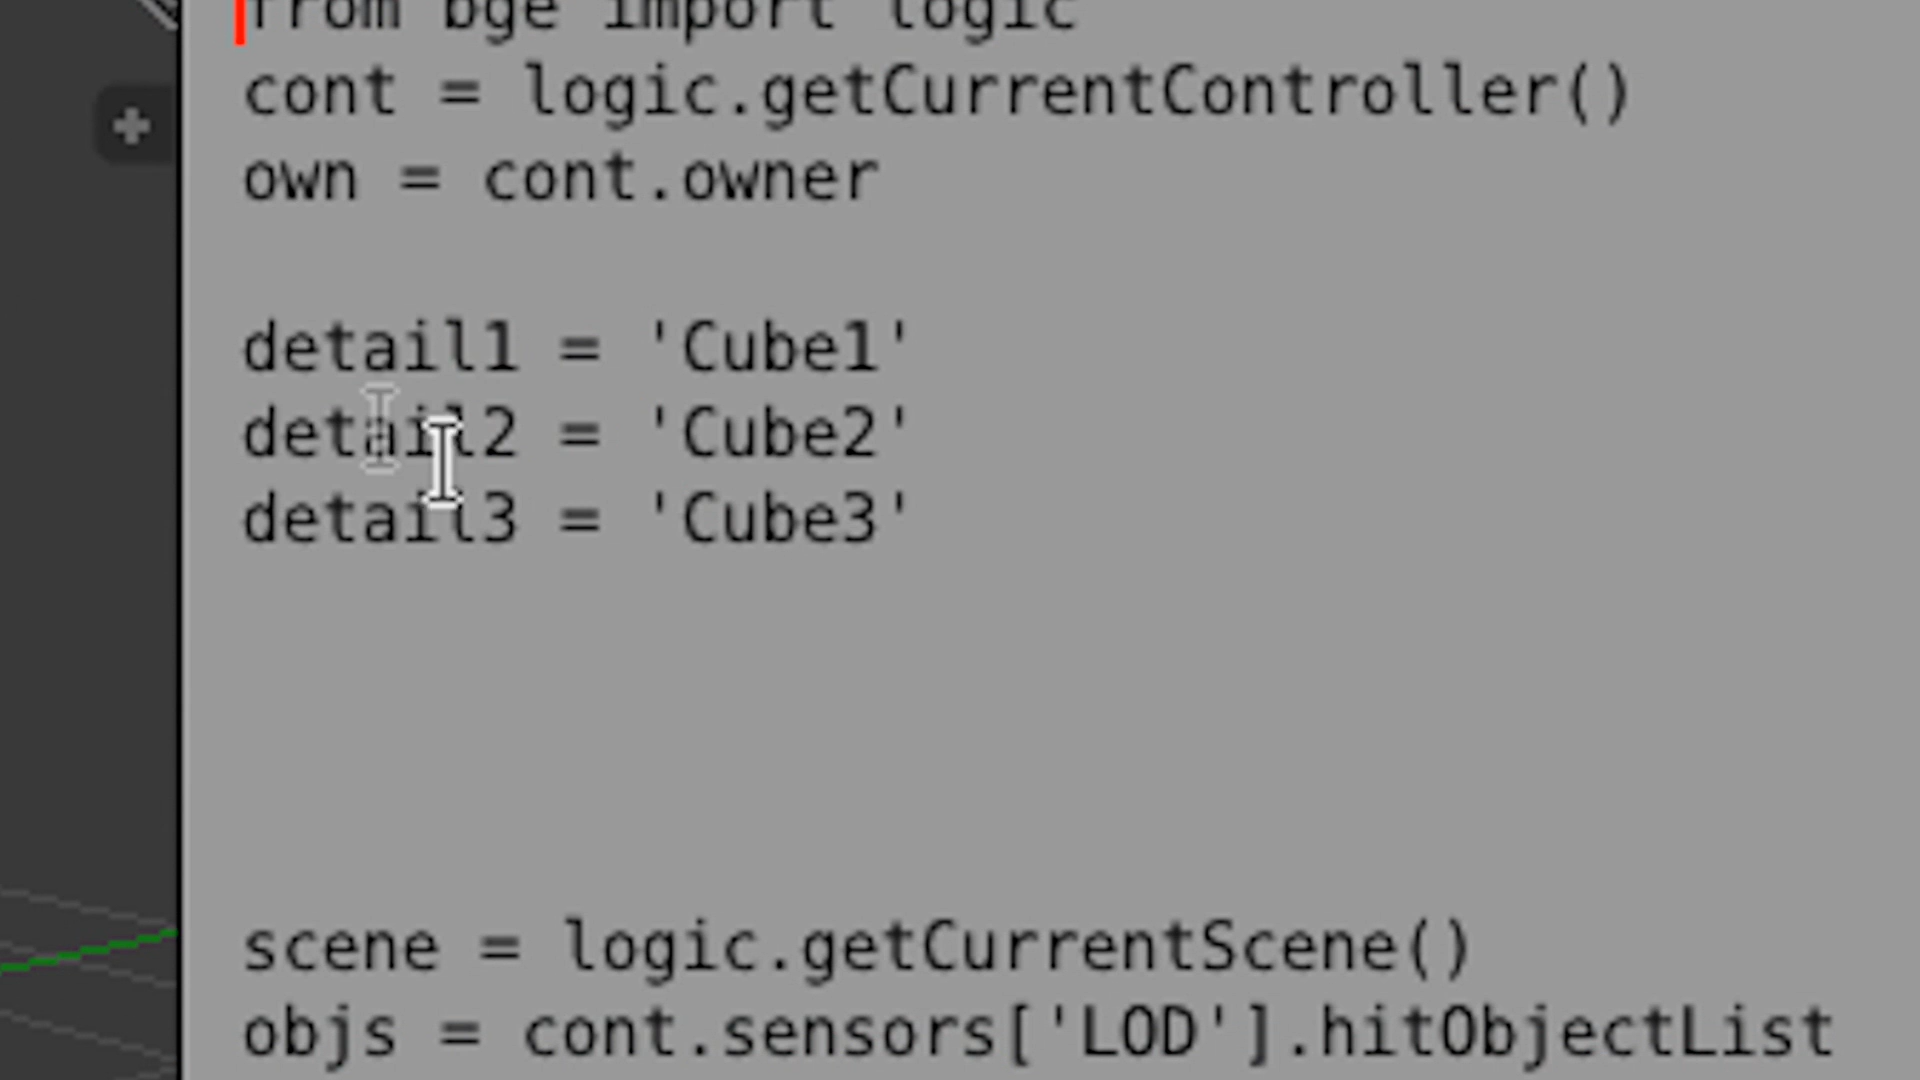 from bge import logic
cont = logic.getCurrentController()
own = cont.owner
detail1 = 'Cube1'
detail2 = 'Cube2'
detail3 = 'Cube3'
scene = logic.getCurrentScene()
objs = cont.sensors['LOD'].hitObjectList